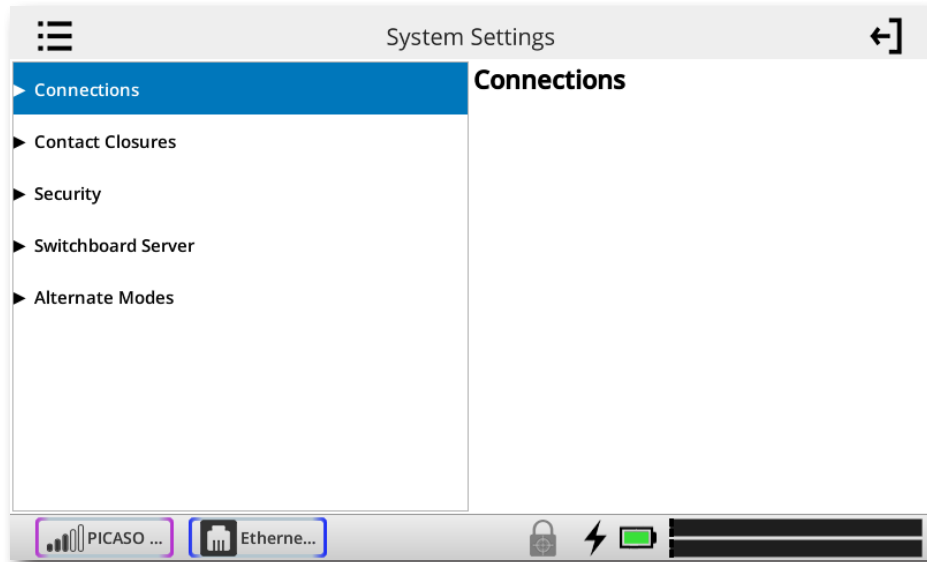 System Settings
Connections
Contact Closures
Security
Switchboard Server
Alternate Modes
Connections
PICASO ...
Etherne...